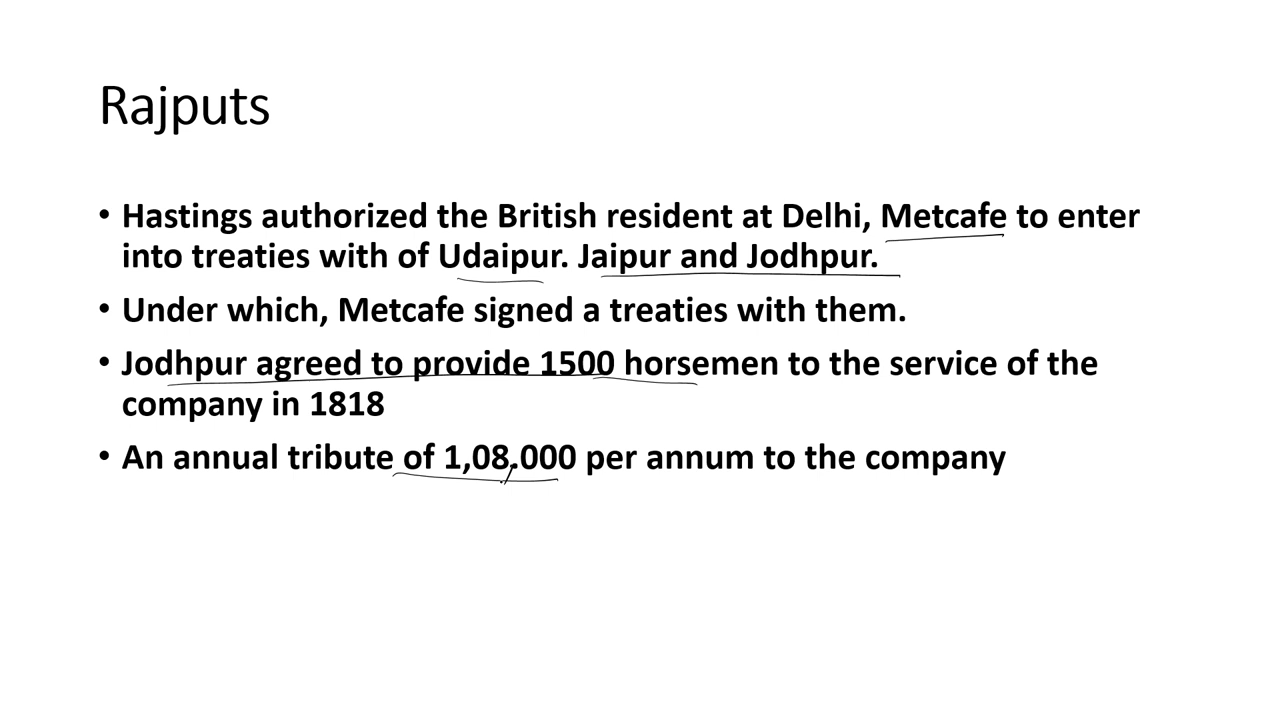 Rajputs
• Hastings authorized the British resident at Delhi, Metcafe to enter
into treaties with of Udaipur. Jaipur and Jodhpur.
• Under which, Metcafe signed a treaties with them.
• Jodhpur agreed to provide 1500 horsemen to the service of the
company in 1818
• An annual tribute of 1,08,000 per annum to the company